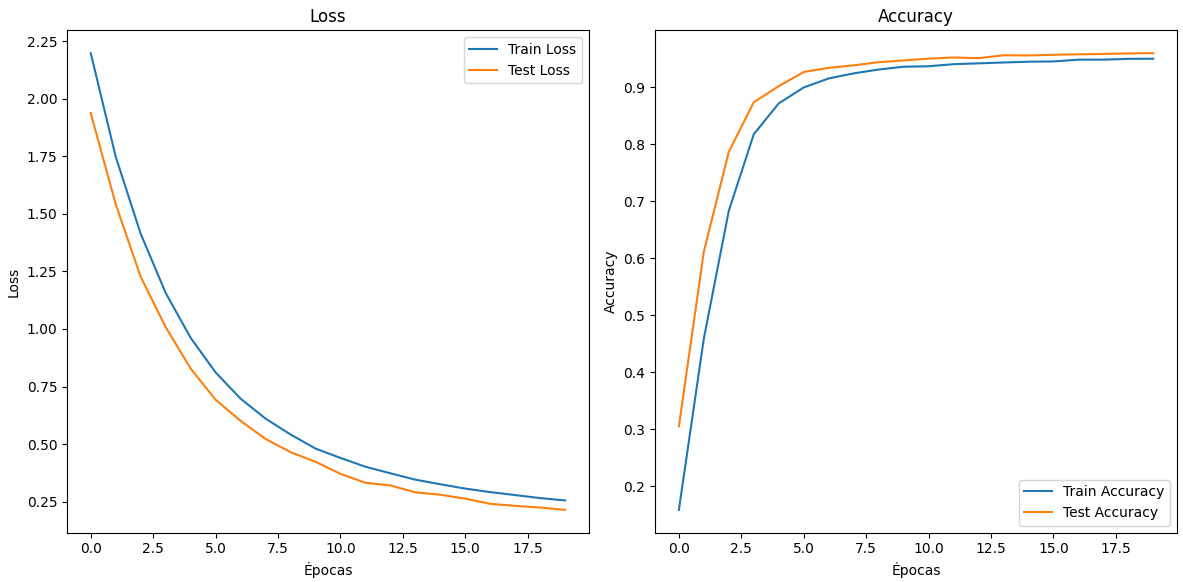 Loss
Train Loss
Test Loss
2.25
2.00
1.75
1.50
1.25
1.00
0.75
0.50
0.25
Loss
0.0 2.5 5.0 7.5 10.0 12.5 15.0 17.5
Épocas
Accuracy
0.9
0.8
0.7
0.6
0.5
0.4
0.3
0.2
Accuracy
Train Accuracy
Test Accuracy
0.0 2.5 5.0 7.5 10.0 12.5 15.0 17.5
Épocas